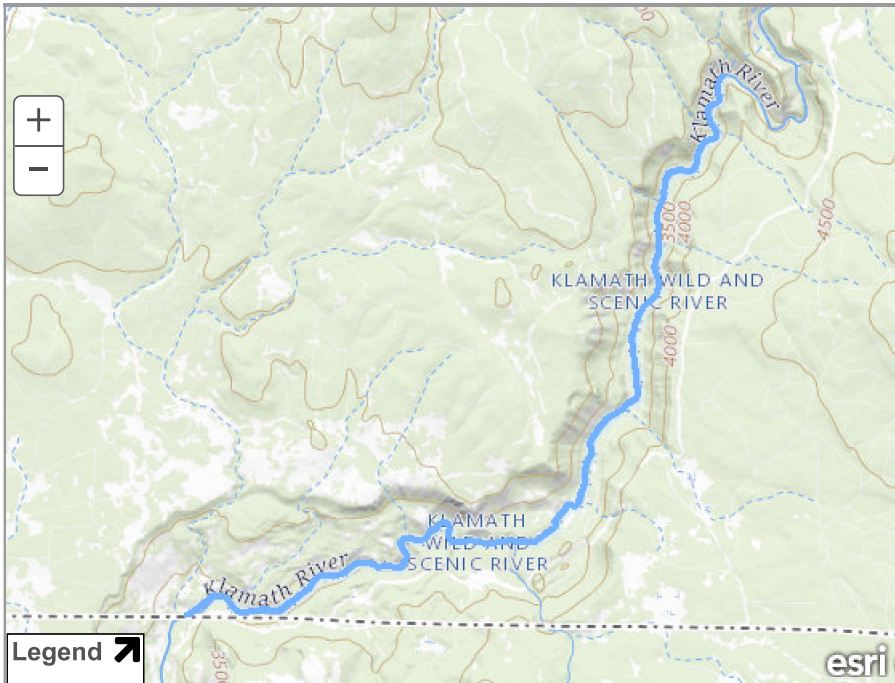 00
Klamath River
3500
4000
4500
KLAMATH WILD AND
SCENIC RIVER
4000
KLAMATH
WILD AND
SCENIC RIVER
Klamath River
Legend
3500
esri